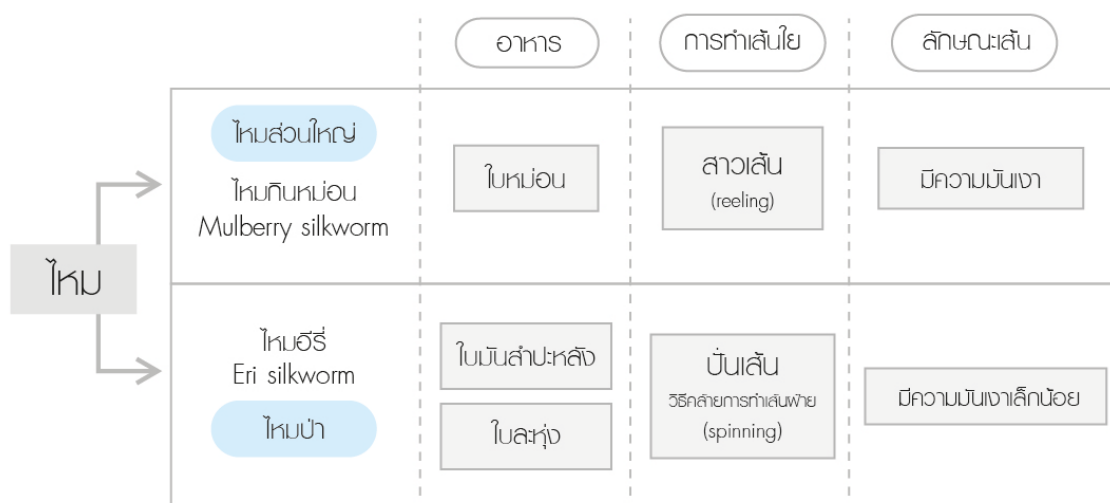 อาหาร
การทำเส้นใย
ลักษณะเส้น
ไหม
ไหมส่วนใหญ่
ไหมกินหม่อน
Mulberry silkworm
ใบหม่อน
สาวเส้น
(reeling)
มีความมันเงา
ไหมอีรี่
Eri silkworm
ไหมป่า
ใบมันสำปะหลัง
ใบละหุ่ง
ปั่นเส้น
วิธีคล้ายการทำเส้นฝ้าย
(spinning)
มีความมันเงาเล็กน้อย